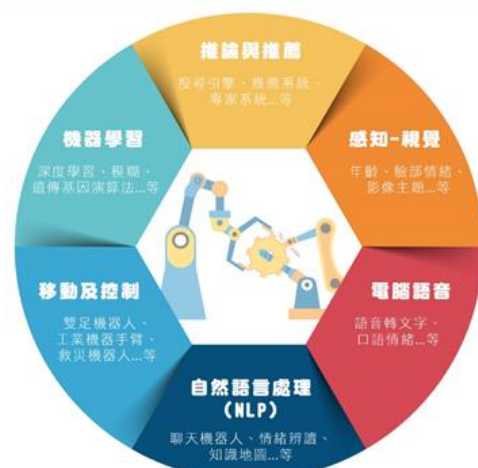 推論與推薦
搜尋引擎、推薦系統、
專家系統...等
感知-視覺
年齡、臉部情緒、
影像主題...等
電腦語音
語音轉文字、
口語情緒...等
自然語言處理
(NLP)
聊天機器人、情緒辨讀、
知識地圖...等
移動及控制
雙足機器人、
工業機器手臂、
救災機器人...等
機器學習
深度學習、模糊、
遺傳基因演算法...等